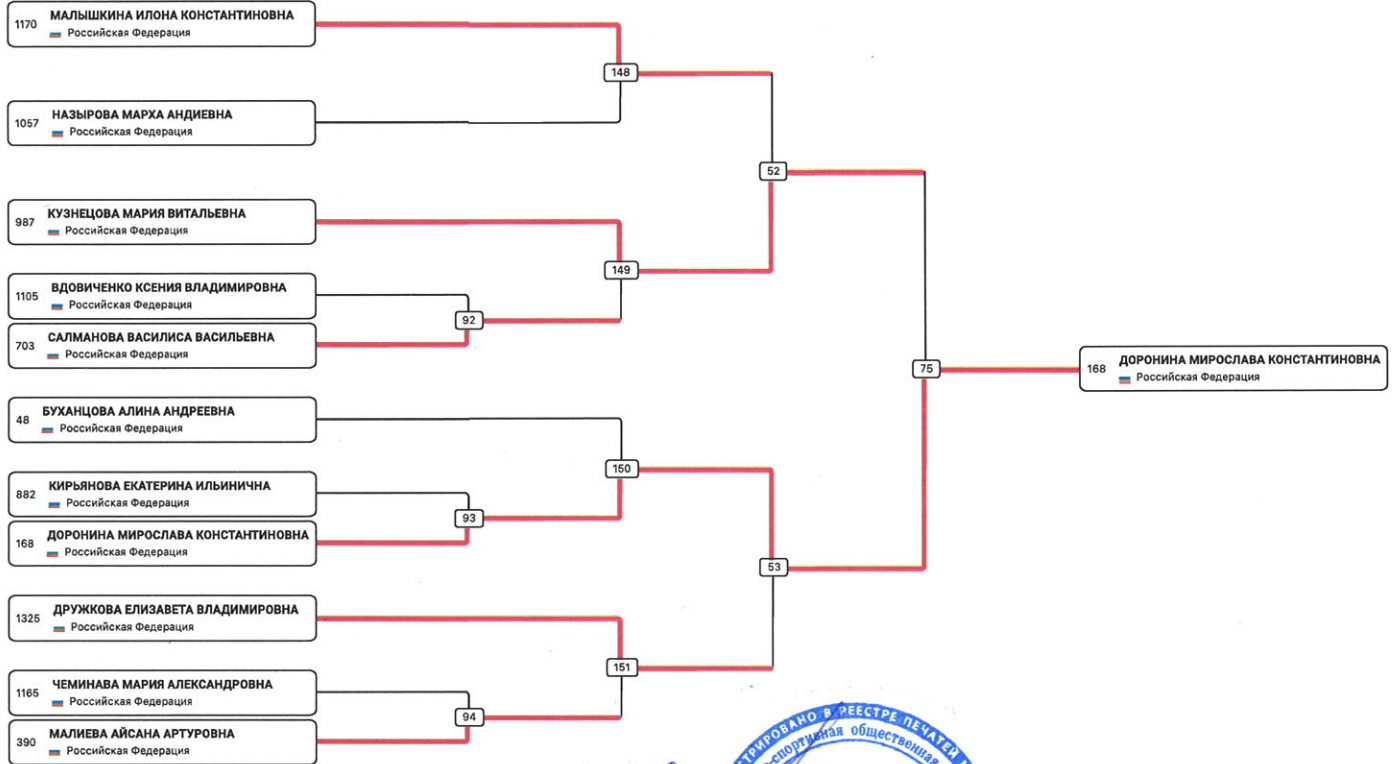 1170 МАЛЫШКИНА ИЛОНА КОНСТАНТИНОВНА
Российская Федерация
148
1057 НАЗЫРОВА МАРХА АНДИЕВНА
Российская Федерация
52
987 КУЗНЕЦОВА МАРИЯ ВИТАЛЬЕВНА
Российская Федерация
149
1105 ВДОВИЧЕНКО КСЕНИЯ ВЛАДИМИРОВНА
Российская Федерация
92
703 САЛМАНОВА ВАСИЛИСА ВАСИЛЬЕВНА
Российская Федерация
75
168 ДОРОНИНА МИРОСЛАВА КОНСТАНТИНОВНА
Российская Федерация
48 БУХАНЦОВА АЛИНА АНДРЕЕВНА
Российская Федерация
150
882 КИРЬЯНОВА ЕКАТЕРИНА ИЛЬИНИЧНА
Российская Федерация
93
168 ДОРОНИНА МИРОСЛАВА КОНСТАНТИНОВНА
Российская Федерация
53
1325 ДРУЖКОВА ЕЛИЗАВЕТА ВЛАДИМИРОВНА
Российская Федерация
151
1165 ЧЕМИНАВА МАРИЯ АЛЕКСАНДРОВНА
Российская Федерация
94
390 МАЛИЕВА АЙСАНА АРТУРОВНА
Российская Федерация
В РЕЕСТРЕ ПЕЧАТЕЙ
общественная